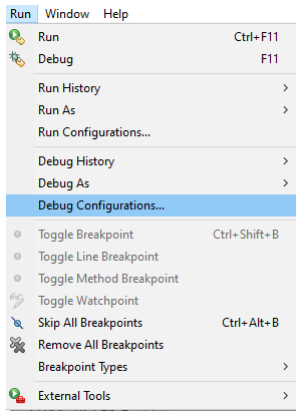 Run Window Help
Run Ctrl+F11
Debug F11
Run History
Run As
Run Configurations...
Debug History
Debug As
Debug Configurations...
Toggle Breakpoint Ctrl+Shift+B
Toggle Line Breakpoint
Toggle Method Breakpoint
Toggle Watchpoint
Skip All Breakpoints Ctrl+Alt+B
Remove All Breakpoints
Breakpoint Types
External Tools